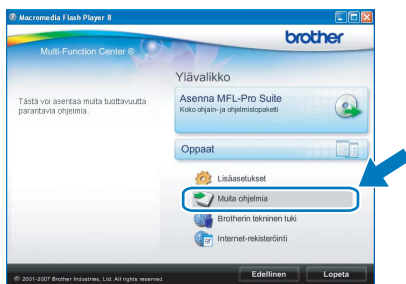 Macromedia Flash Player 8
brother
Multi-Function Center ®
Ylävalikko
Tästä voi asentaa muita tuottavuutta
parantavia ohjelmia.
Asenna MFL-Pro Suite
Koko ohjain- ja ohjelmistopaketti
Oppaat
Lisäasetukset
Muita ohjelmia
Brotherin tekninen tuki
Internet-rekisteröinti
© 2001-2007 Brother Industries, Ltd. All rights reserved
Edellinen
Lopeta